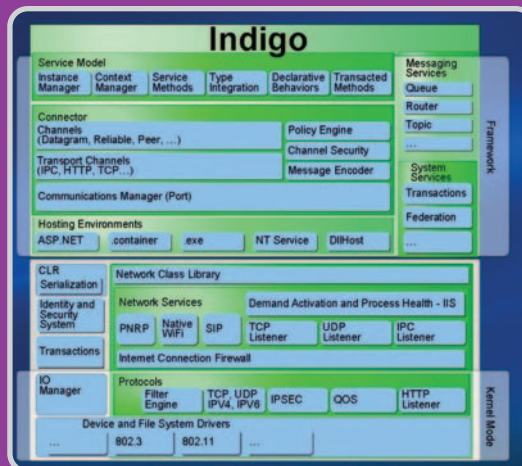 Indigo
Service Model
Instance Manager
Context Manager
Service Methods
Type Integration
Declarative Behaviors
Transacted Methods
Connector
Channels
(Datagram, Reliable, Peer, ...)
Transport Channels
(IPC, HTTP, TCP...)
Communications Manager (Port)
Policy Engine
Channel Security
Message Encoder
Hosting Environments
ASP.NET
.container
.exe
NT Service
DllHost
Messaging Services
Queue
Router
Topic
...
System Services
Transactions
Federation
...
Framework
CLR
Serialization
Identity and Security System
Transactions
Network Class Library
Network Services
Demand Activation and Process Health - IIS
PNRP
Native WiFi
SIP
TCP Listener
UDP Listener
IPC Listener
Internet Connection Firewall
IO Manager
Protocols
Filter Engine
TCP, UDP
IPV4, IPV6
IPSEC
QOS
HTTP Listener
Device and File System Drivers
...
802.3
802.11
...
Kernel Mode